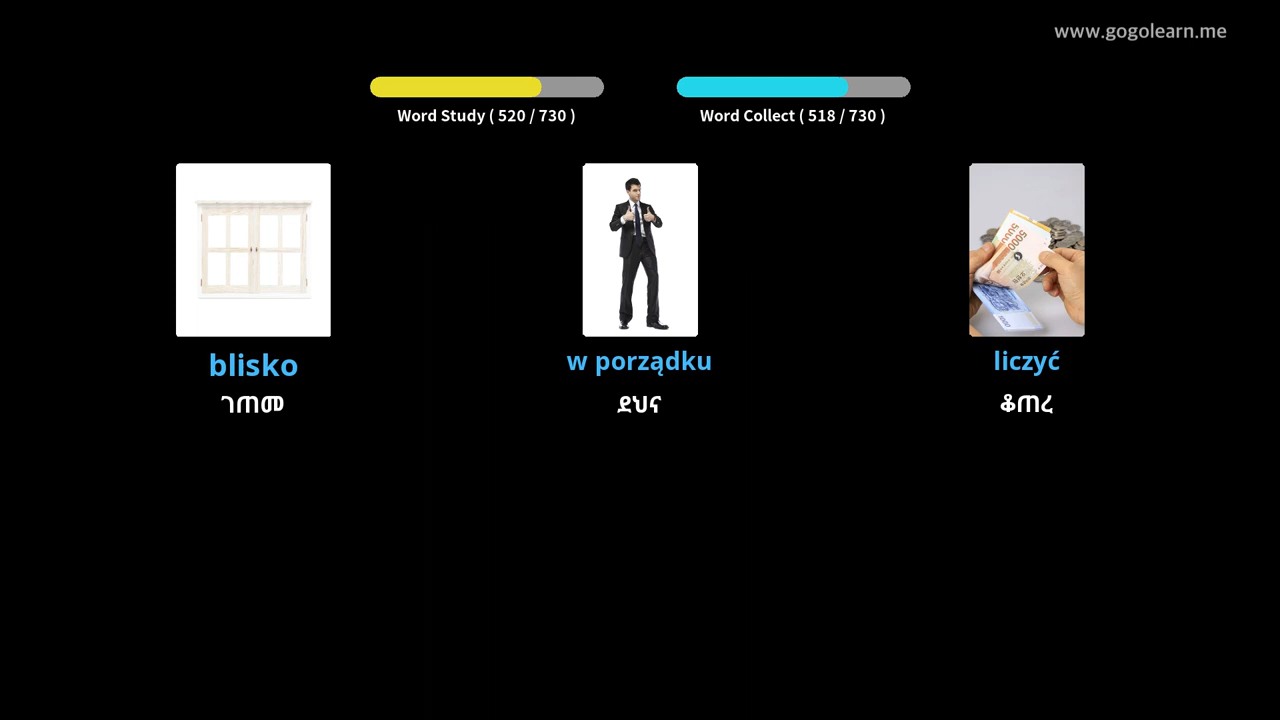 www.gogolearn.me
Word Study ( 520 / 730 )
Word Collect ( 518 / 730 )
blisko
w porządku
liczyć
ገጠመ
ደህና
ቆጠረ